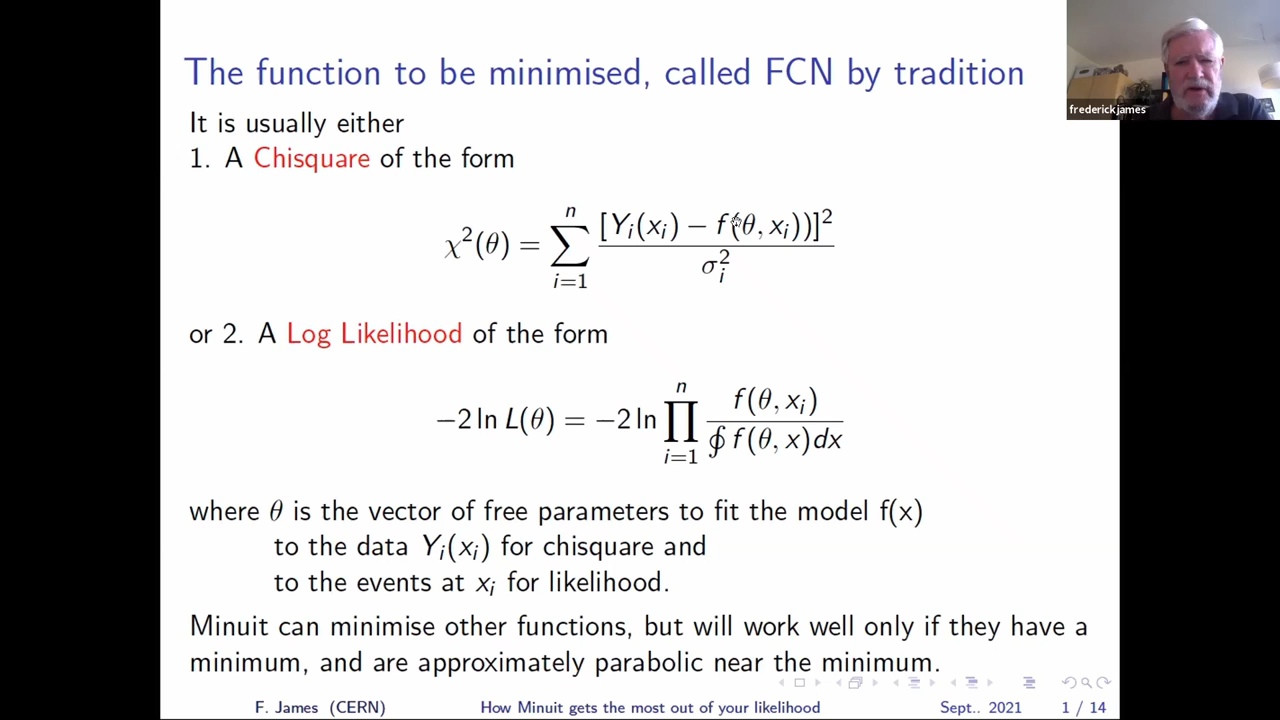 The function to be minimised, called FCN by tradition
frederick james
It is usually either
1. A Chisquare of the form
χ²(θ) = ∑_{i=1}^{n} [Y_i(x_i) − f(θ, x_i))]² / σ_i²
or 2. A Log Likelihood of the form
−2 ln L(θ) = −2 ln ∏_{i=1}^{n} f(θ, x_i) / ∮ f(θ, x)dx
where θ is the vector of free parameters to fit the model f(x)
to the data Y_i(x_i) for chisquare and
to the events at x_i for likelihood.
Minuit can minimise other functions, but will work well only if they have a
minimum, and are approximately parabolic near the minimum.
F. James (CERN) How Minuit gets the most out of your likelihood Sept.. 2021 1 / 14